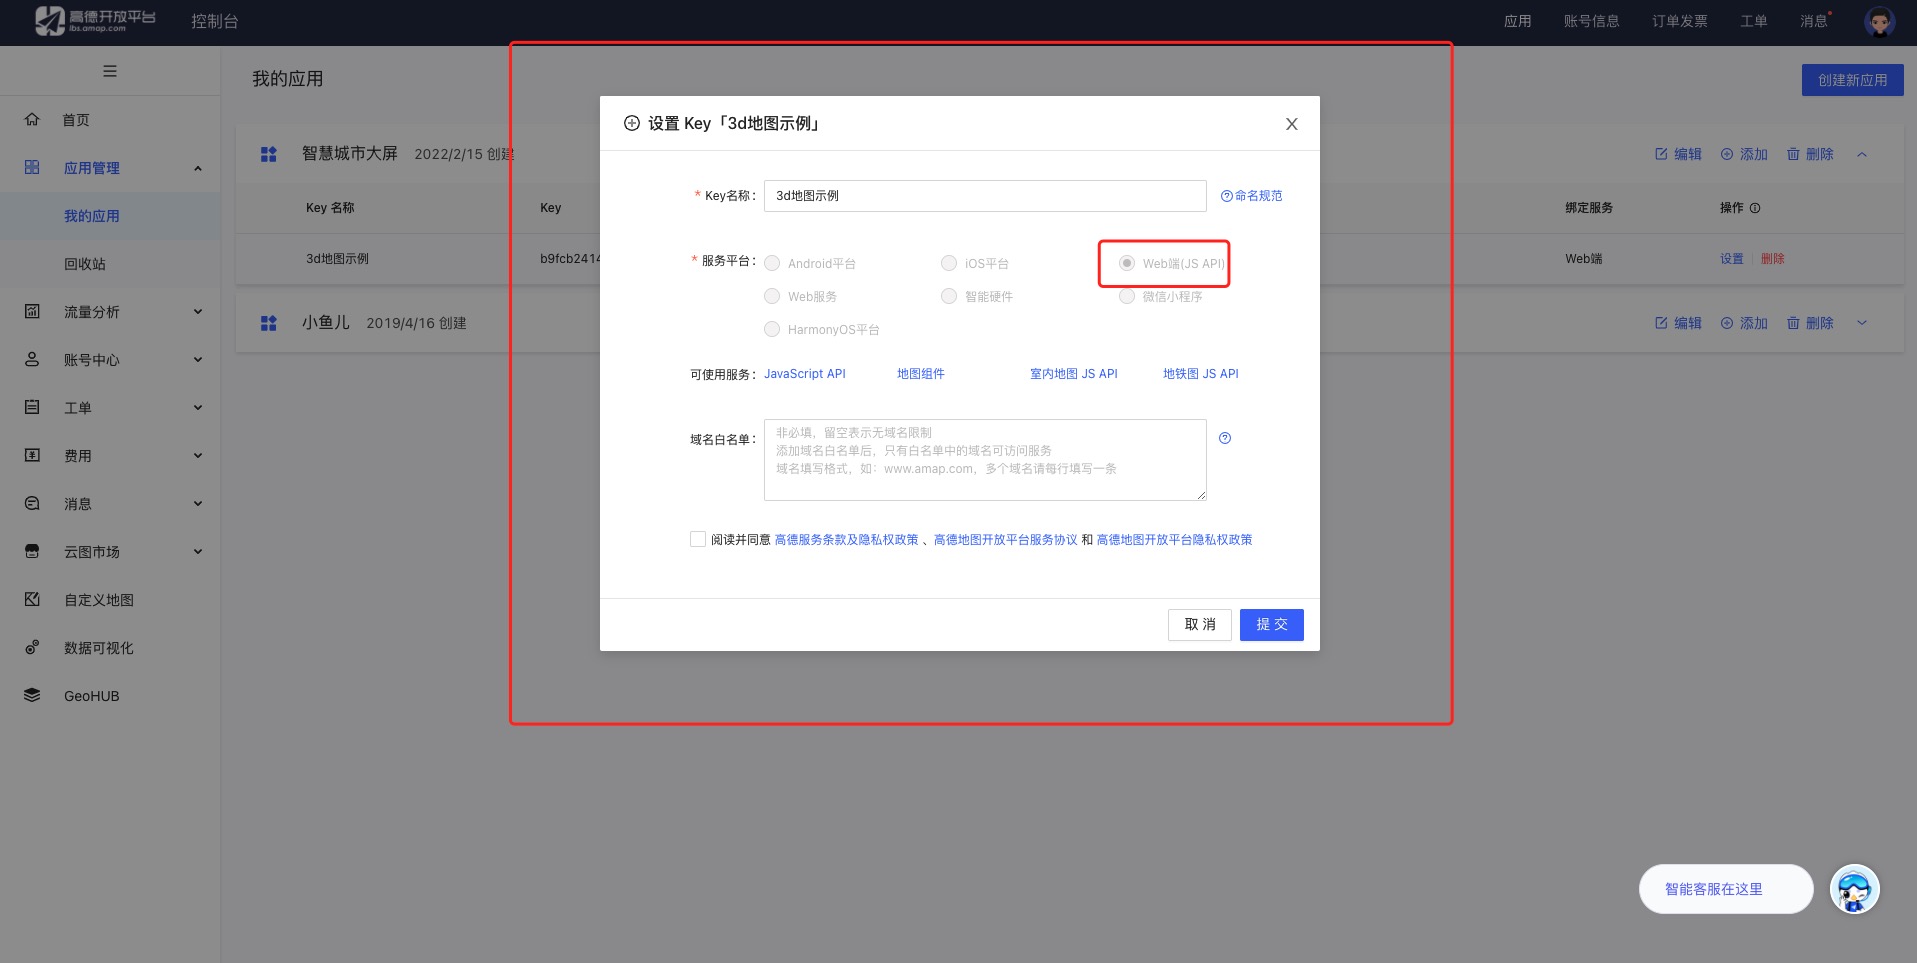 高德开放平台
lbs.amap.com
控制台
应用
账号信息
订单发票
工单
消息
首页
应用管理
我的应用
回收站
流量分析
账号中心
工单
费用
消息
云图市场
自定义地图
数据可视化
GeoHUB
我的应用
创建新应用
智慧城市大屏 2022/2/15 创建
编辑 添加 删除
Key 名称 Key 绑定服务 操作
3d地图示例 b9fcb2414 Web端 设置 删除
小鱼儿 2019/4/16 创建
编辑 添加 删除
设置 Key「3d地图示例」
* Key名称: 3d地图示例 命名规范
* 服务平台: Android平台 iOS平台 Web端(JS API)
Web服务 智能硬件 微信小程序
HarmonyOS平台
可使用服务: JavaScript API 地图组件 室内地图 JS API 地铁图 JS API
域名白名单: 非必填，留空表示无域名限制
添加域名白名单后，只有白名单中的域名可访问服务
域名填写格式，如：www.amap.com，多个域名请每行填写一条
阅读并同意 高德服务条款及隐私权政策 、高德地图开放平台服务协议 和 高德地图开放平台隐私权政策
取 消 提 交
智能客服在这里